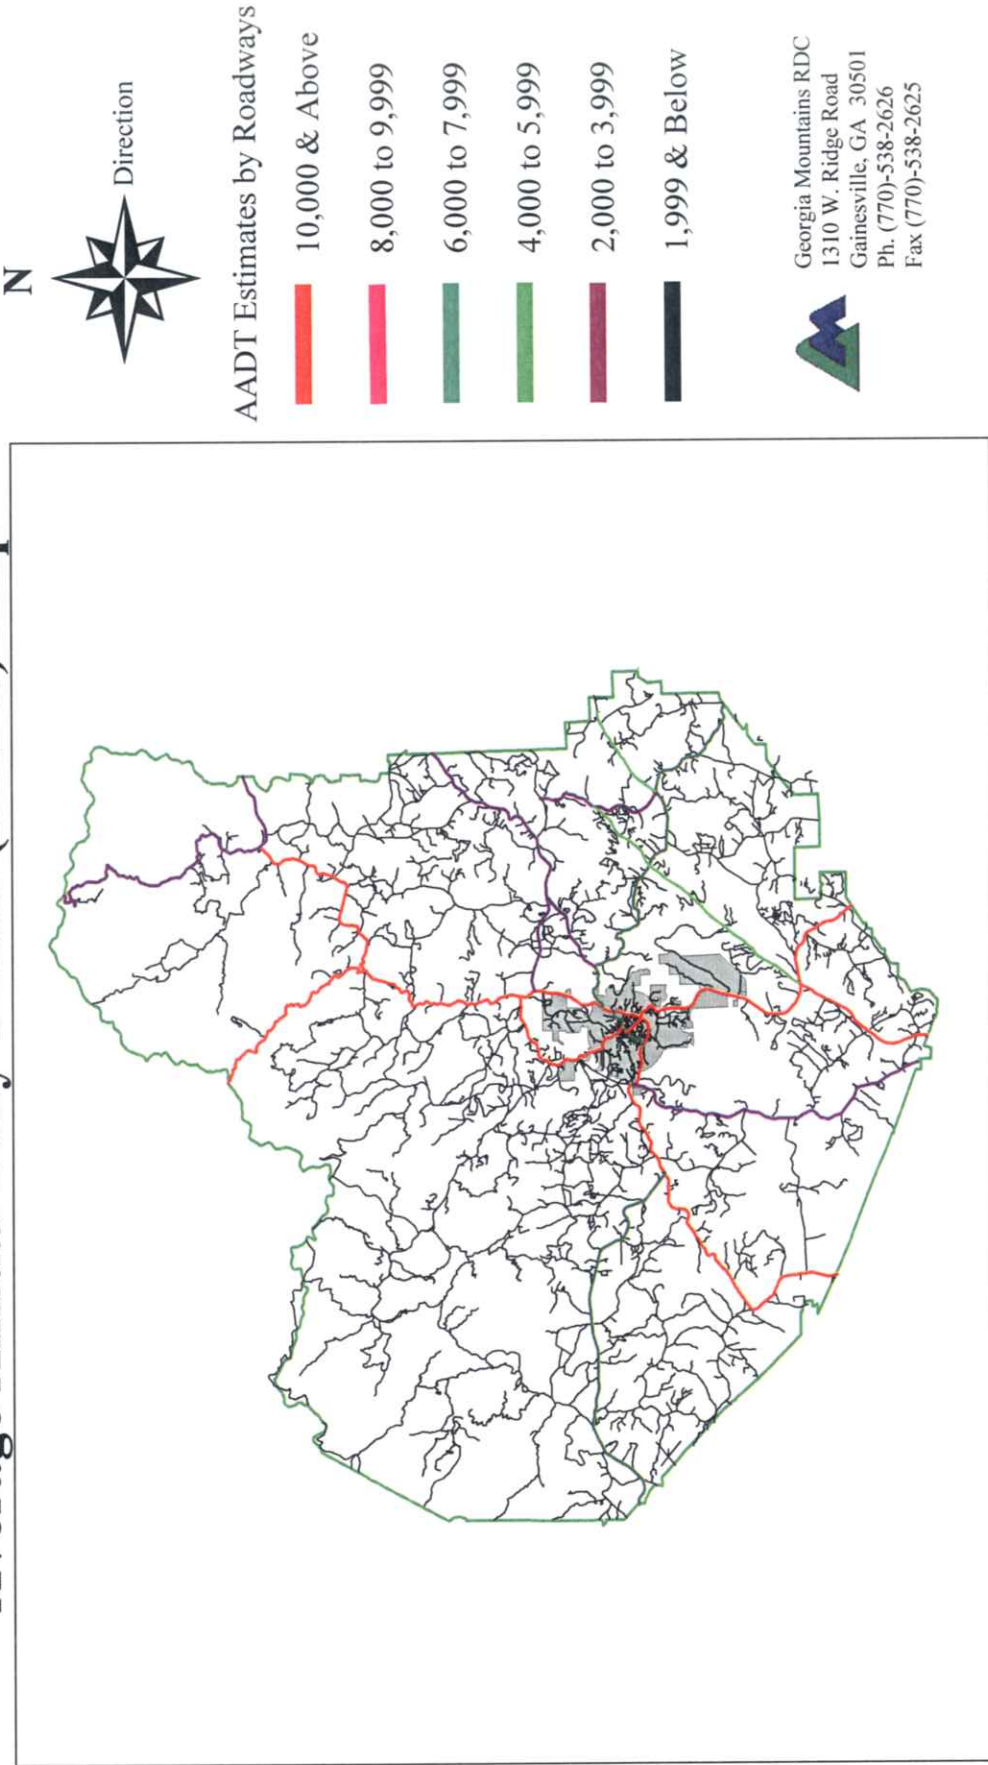 N
Direction
AADT Estimates by Roadways
10,000 & Above
8,000 to 9,999
6,000 to 7,999
4,000 to 5,999
2,000 to 3,999
1,999 & Below
Georgia Mountains RDC
1310 W. Ridge Road
Gainesville, GA 30501
Ph. (770)-538-2626
Fax (770)-538-2625